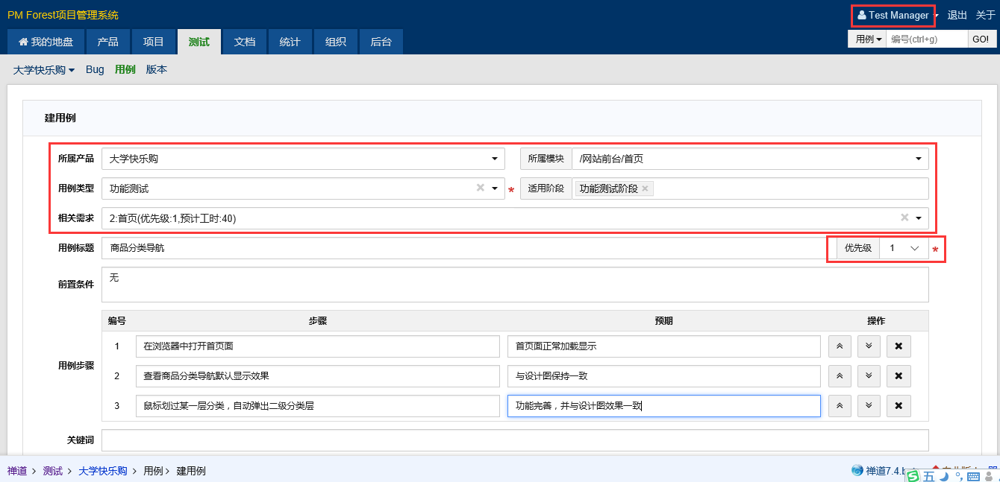 PM Forest项目管理系统
Test Manager 退出 关于
我的地盘 产品 项目 测试 文档 统计 组织 后台
用例 编号(ctrl+g) GO!
大学快乐购 Bug 用例 版本
建用例
所属产品 大学快乐购 所属模块 /网站前台/首页
用例类型 功能测试 * 适用阶段 功能测试阶段
相关需求 2:首页(优先级:1,预计工时:40)
用例标题 商品分类导航 优先级 1 *
前置条件 无
编号 步骤 预期 操作
用例步骤
1 在浏览器中打开首页面 首页面正常加载显示
2 查看商品分类导航默认显示效果 与设计图保持一致
3 鼠标划过某一层分类，自动弹出二级分类层 功能完善，并与设计图效果一致
关键词
禅道 > 测试 > 大学快乐购 > 用例 > 建用例
禅道7.4.b
五